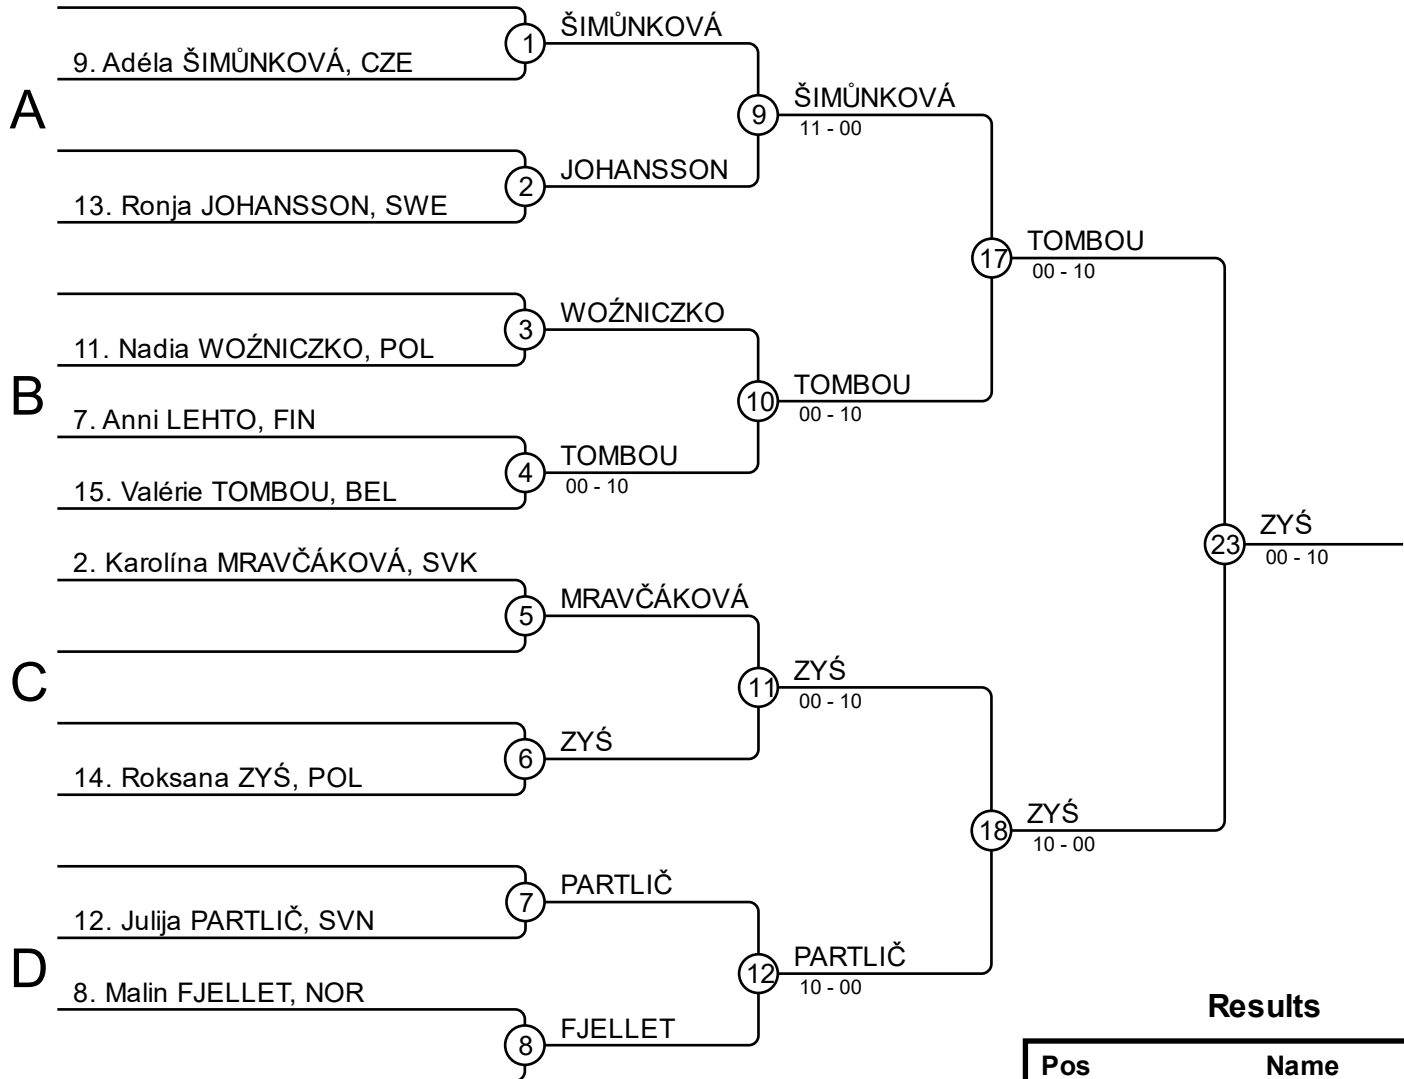 A
9. Adéla ŠIMŮNKOVÁ, CZE
1
ŠIMŮNKOVÁ
13. Ronja JOHANSSON, SWE
2
JOHANSSON
9
ŠIMŮNKOVÁ
11 - 00
B
11. Nadia WOŹNICZKO, POL
3
WOŹNICZKO
7. Anni LEHTO, FIN
15. Valérie TOMBOU, BEL
4
TOMBOU
00 - 10
10
TOMBOU
00 - 10
17
TOMBOU
00 - 10
C
2. Karolína MRAVČÁKOVÁ, SVK
5
MRAVČÁKOVÁ
14. Roksana ZYŚ, POL
6
ZYŚ
11
ZYŚ
00 - 10
D
12. Julija PARTLIČ, SVN
7
PARTLIČ
8. Malin FJELLET, NOR
8
FJELLET
12
PARTLIČ
10 - 00
18
ZYŚ
10 - 00
23
ZYŚ
00 - 10
Results
Pos Name